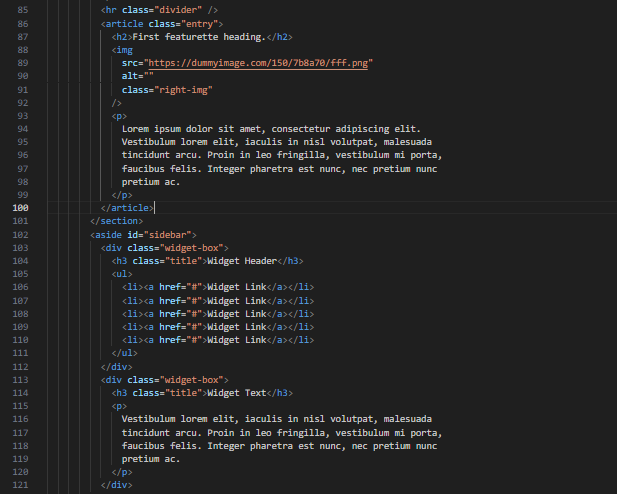 85 <hr class="divider" />
86 <article class="entry">
87 <h2>First featurette heading.</h2>
88 <img
89 src="https://dummyimage.com/150/7b8a70/fff.png"
90 alt=""
91 class="right-img"
92 />
93 <p>
94 Lorem ipsum dolor sit amet, consectetur adipiscing elit.
95 Vestibulum lorem elit, iaculis in nisl volutpat, malesuada
96 tincidunt arcu. Proin in leo fringilla, vestibulum mi porta,
97 faucibus felis. Integer pharetra est nunc, nec pretium nunc
98 pretium ac.
99 </p>
100 </article>
101 </section>
102 <aside id="sidebar">
103 <div class="widget-box">
104 <h3 class="title">Widget Header</h3>
105 <ul>
106 <li><a href="#">Widget Link</a></li>
107 <li><a href="#">Widget Link</a></li>
108 <li><a href="#">Widget Link</a></li>
109 <li><a href="#">Widget Link</a></li>
110 <li><a href="#">Widget Link</a></li>
111 </ul>
112 </div>
113 <div class="widget-box">
114 <h3 class="title">Widget Text</h3>
115 <p>
116 Vestibulum lorem elit, iaculis in nisl volutpat, malesuada
117 tincidunt arcu. Proin in leo fringilla, vestibulum mi porta,
118 faucibus felis. Integer pharetra est nunc, nec pretium nunc
119 pretium ac.
120 </p>
121 </div>